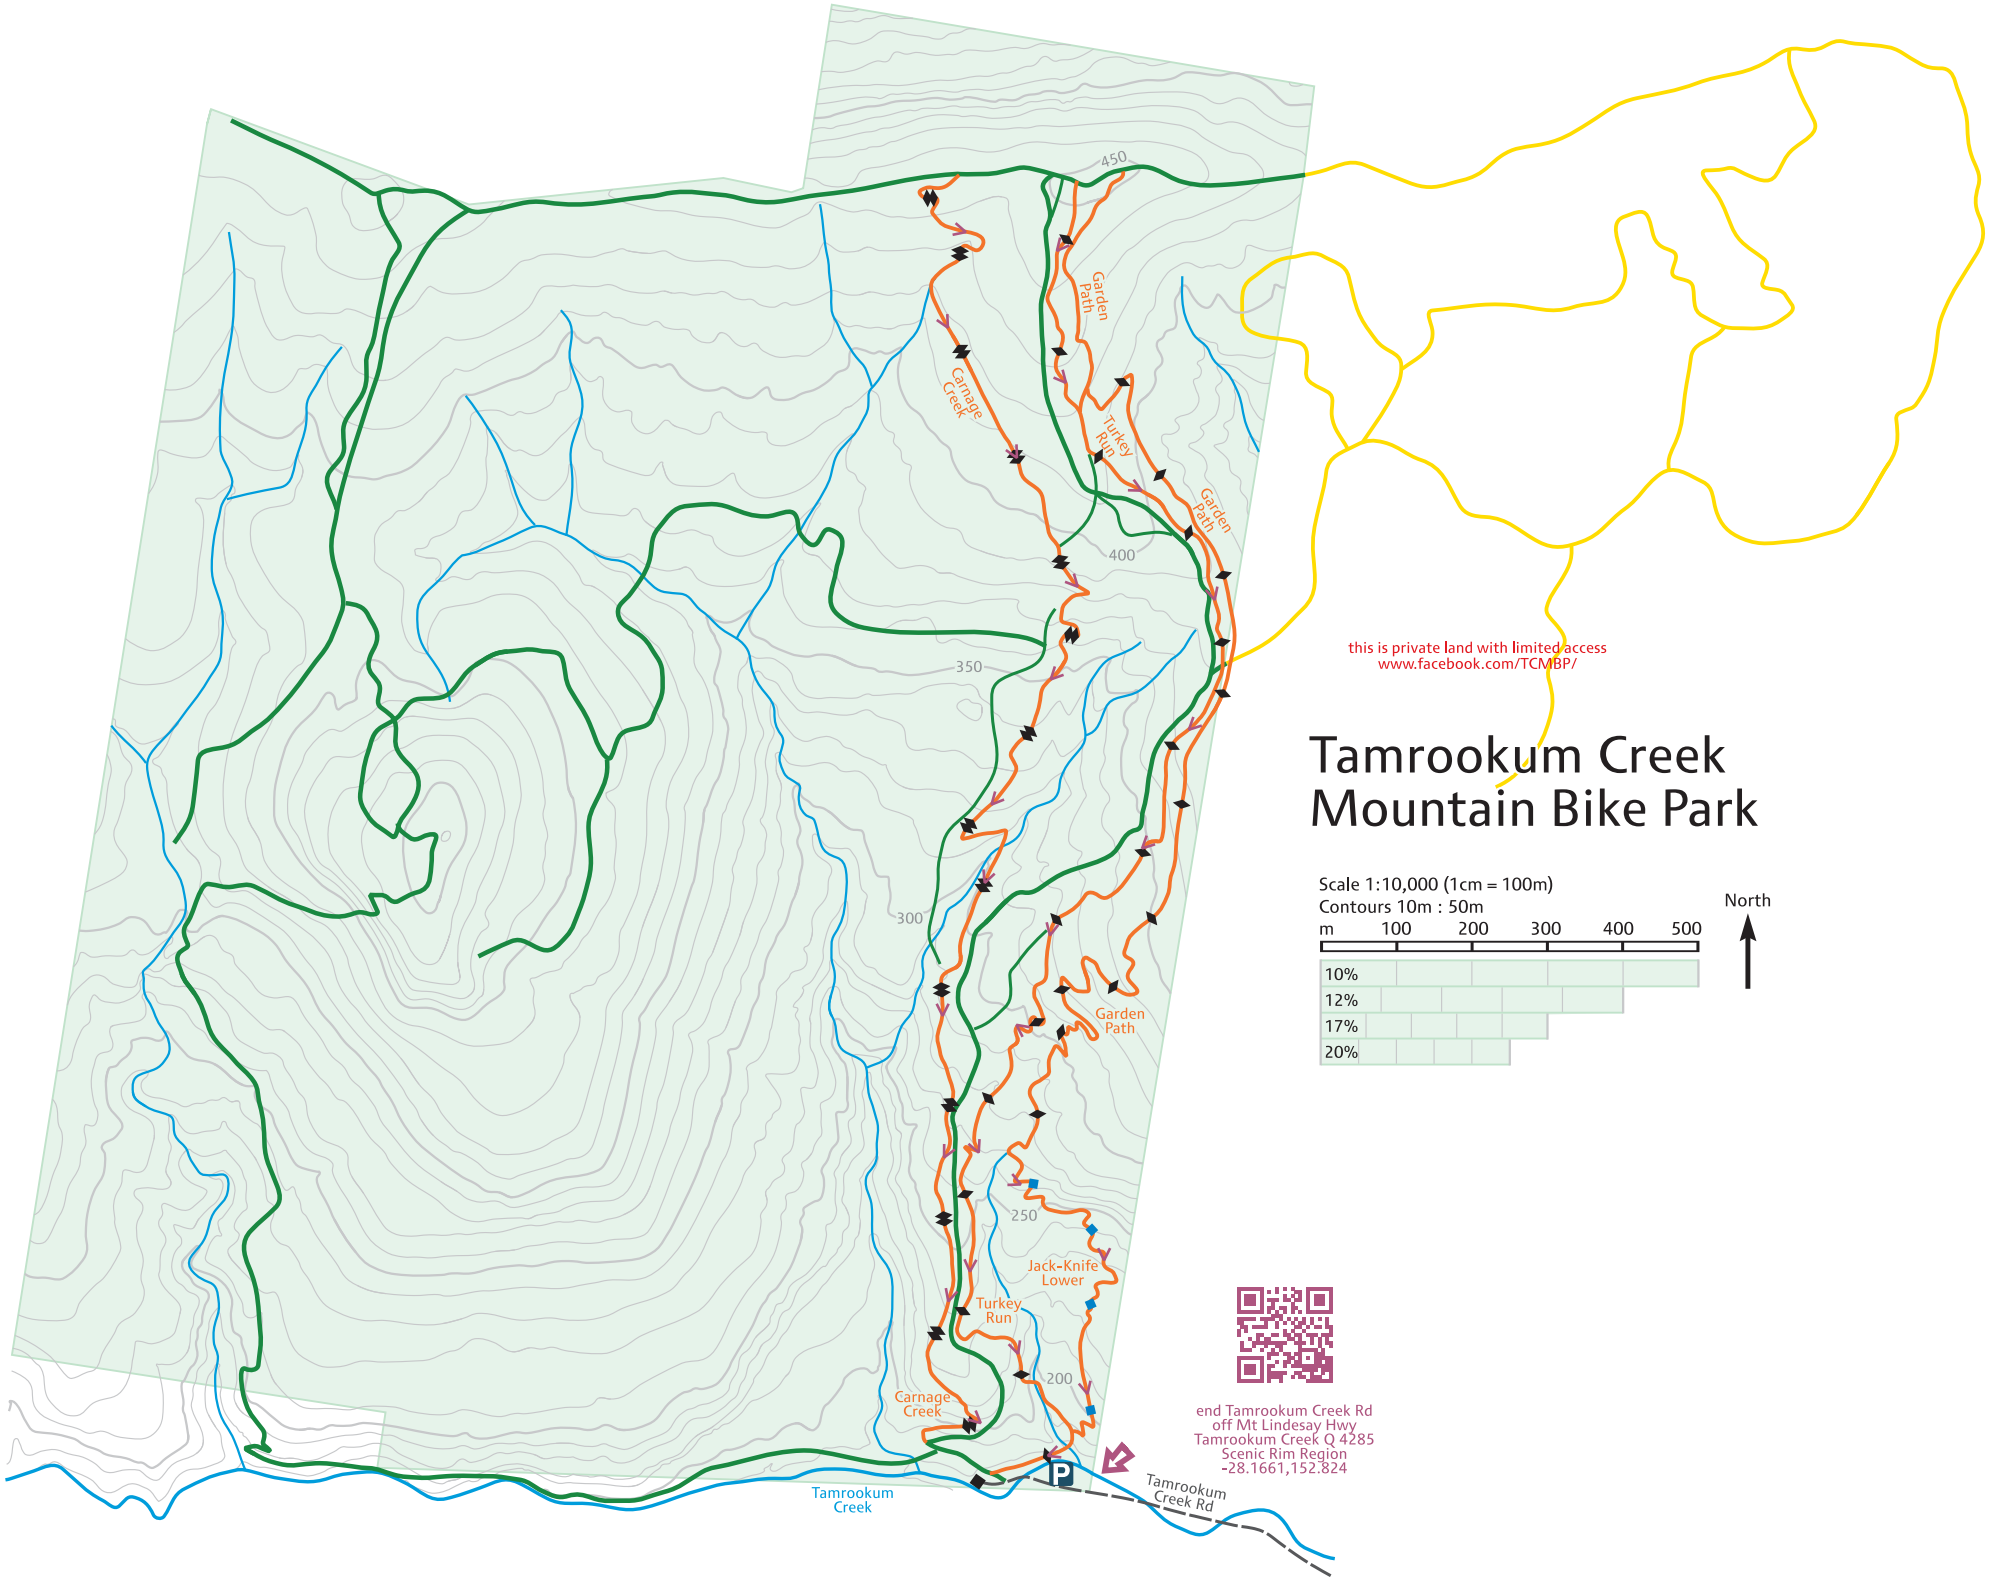 450
Garden
Path
Carnage
Creek
Turkey
Run
Garden
Path
400
350
this is private land with limited access
www.facebook.com/TCMBP/
Tamrookum Creek
Mountain Bike Park
Scale 1:10,000 (1cm = 100m)
Contours 10m : 50m
m 100 200 300 400 500
North
10%
12%
17%
20%
300
Garden
Path
250
Jack-Knife
Lower
Turkey
Run
200
Carnage
Creek
end Tamrookum Creek Rd
off Mt Lindesay Hwy
Tamrookum Creek Q 4285
Scenic Rim Region
-28.1661,152.824
P
Tamrookum
Creek Rd
Tamrookum
Creek